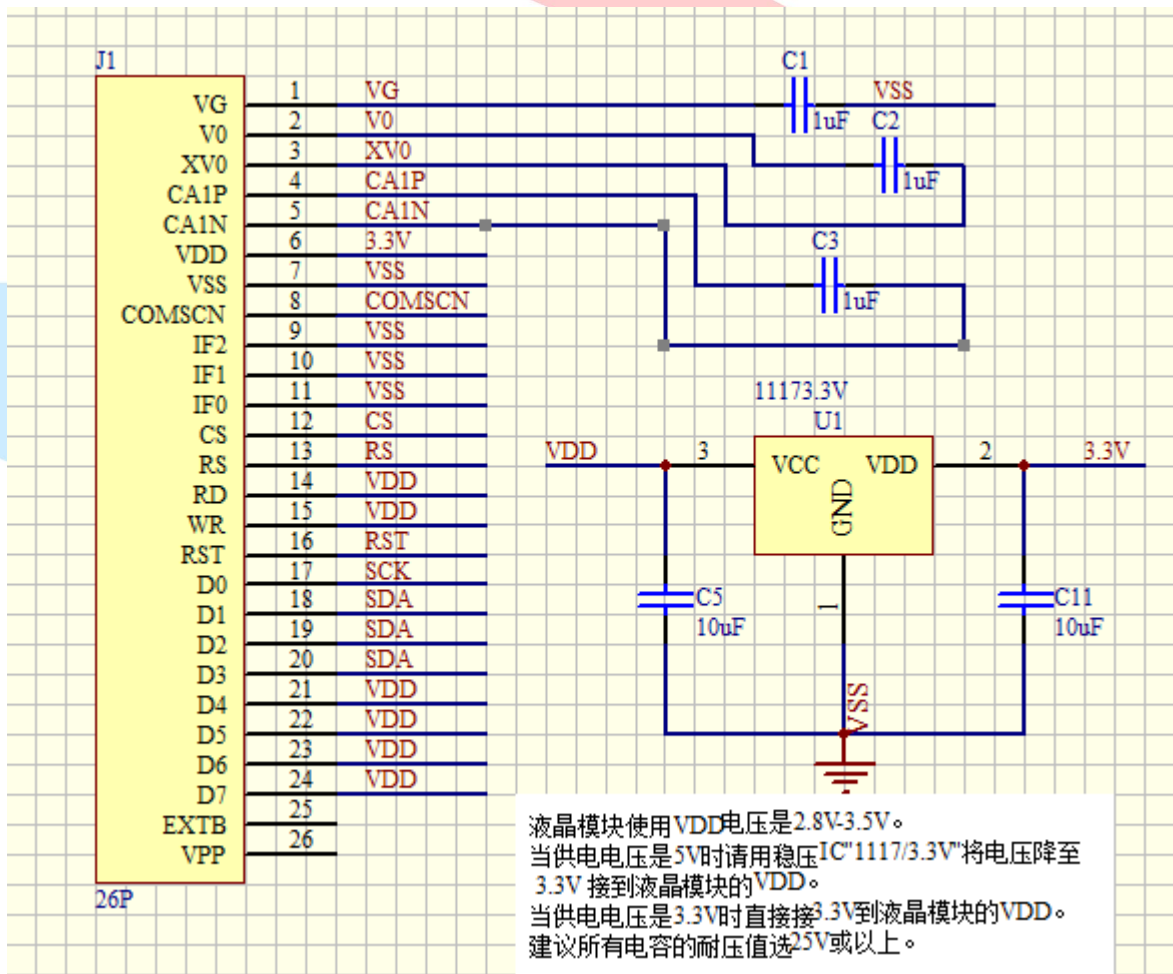 J1
VG 1 VG
V0 2 V0
XV0 3 XV0
CA1P 4 CA1P
CA1N 5 CA1N
VDD 6 3.3V
VSS 7 VSS
COMSCN 8 COMSCN
IF2 9 VSS
IF1 10 VSS
IF0 11 VSS
CS 12 CS
RS 13 RS
RD 14 VDD
WR 15 VDD
RST 16 RST
D0 17 SCK
D1 18 SDA
D2 19 SDA
D3 20 SDA
D4 21 VDD
D5 22 VDD
D6 23 VDD
D7 24 VDD
EXTB 25
VPP 26
26P
C1
1uF
VSS
C2
1uF
C3
1uF
11173.3V
U1
VDD 3 VCC VDD 2 3.3V
GND
1
C5
10uF
C11
10uF
VSS
液晶模块使用VDD电压是2.8V-3.5V。
当供电电压是5V时请用稳压IC"1117/3.3V"将电压降至
3.3V 接到液晶模块的VDD。
当供电电压是3.3V时直接接3.3V到液晶模块的VDD。
建议所有电容的耐压值选25V或以上。